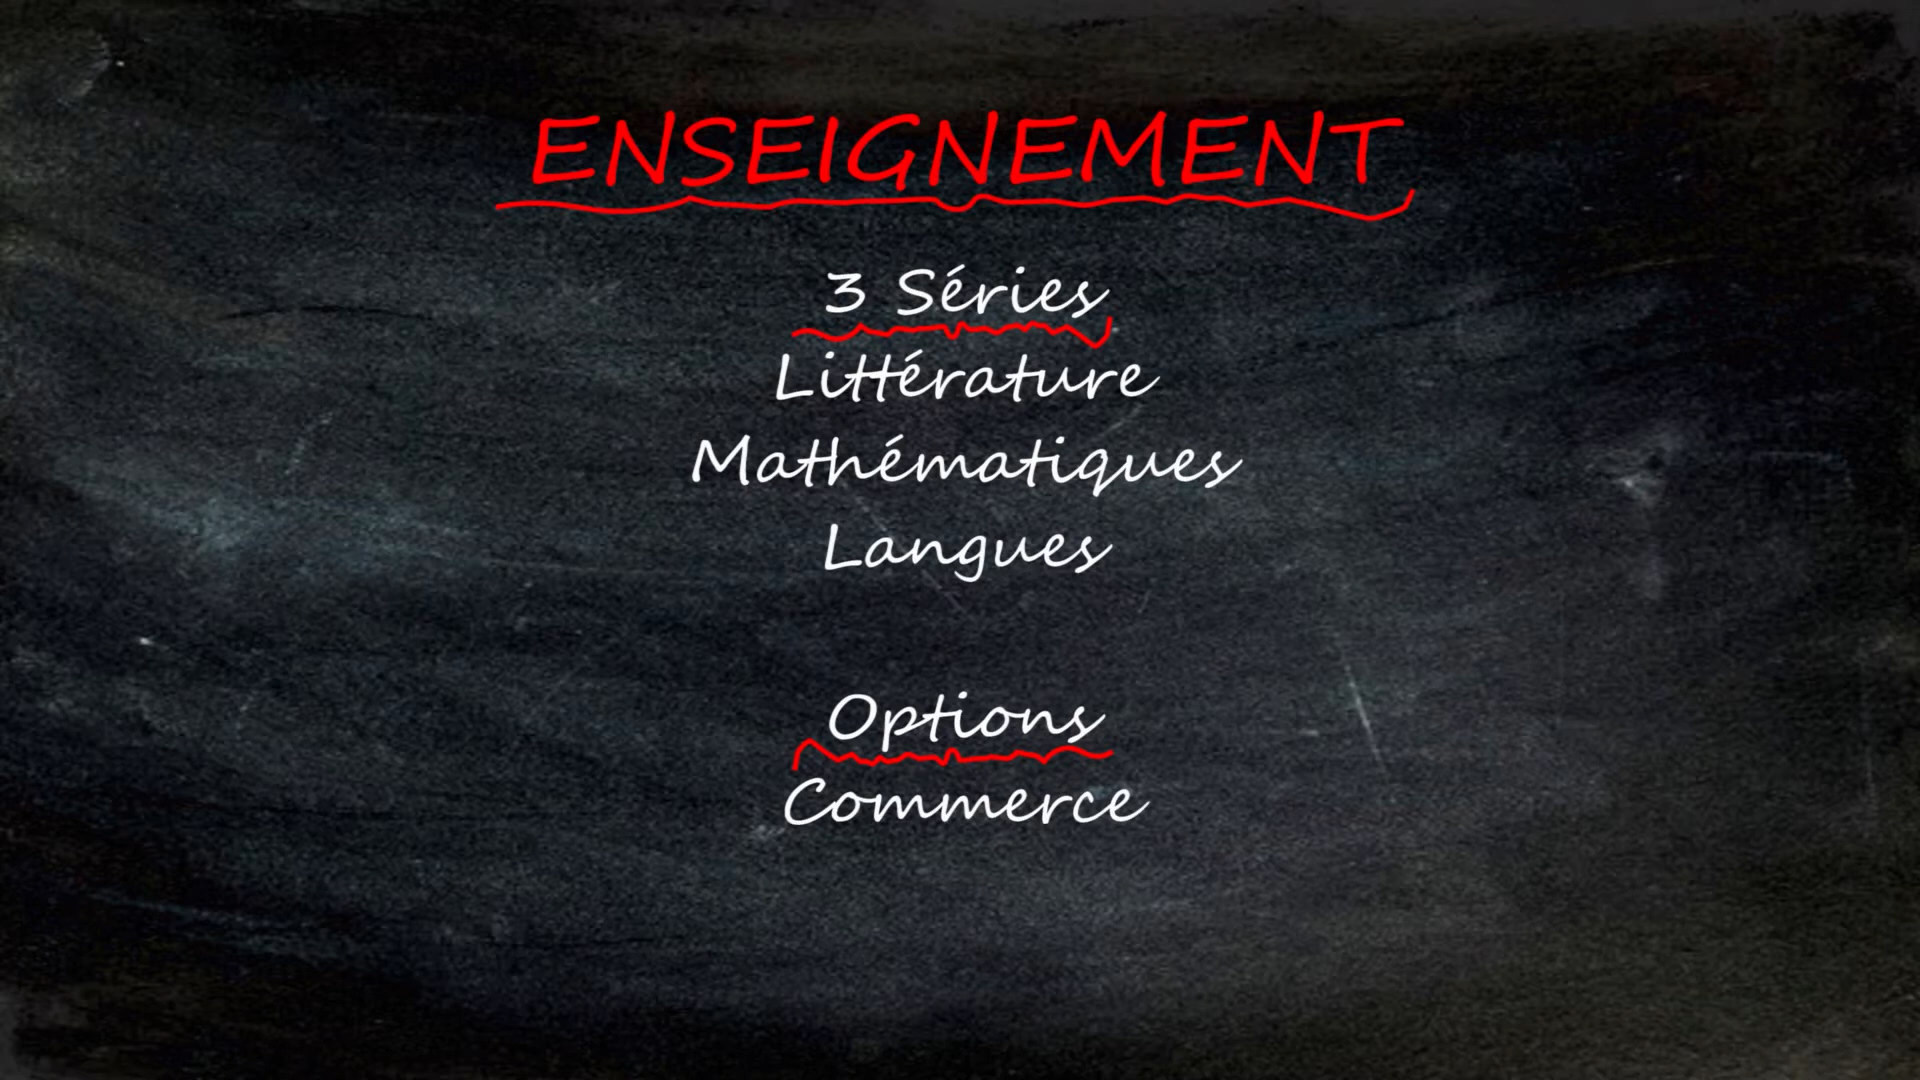 ENSEIGNEMENT
3 Séries
Littérature
Mathématiques
Langues
Options
Commerce